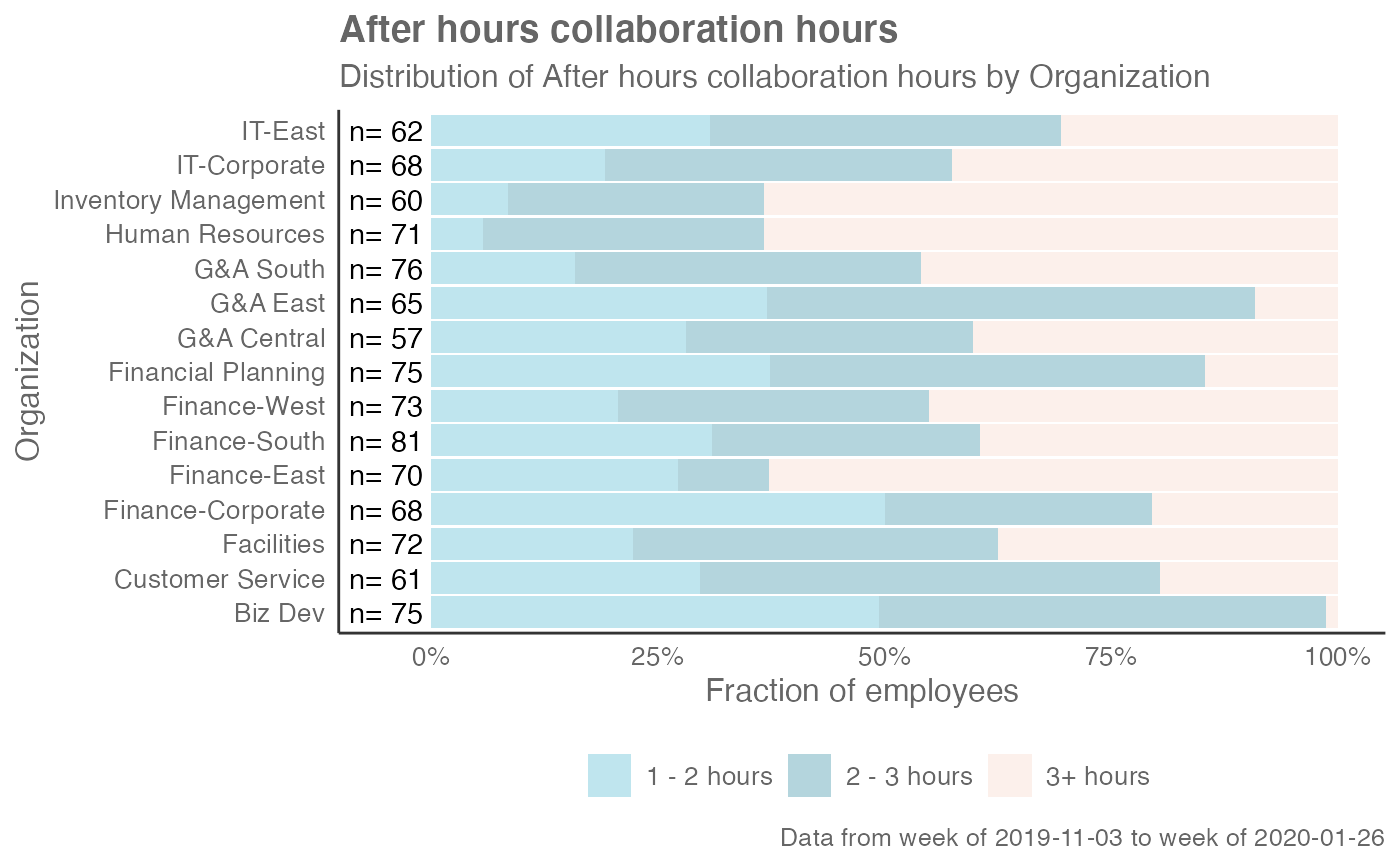 After hours collaboration hours
Distribution of After hours collaboration hours by Organization
Organization
IT-East n= 62
IT-Corporate n= 68
Inventory Management n= 60
Human Resources n= 71
G&A South n= 76
G&A East n= 65
G&A Central n= 57
Financial Planning n= 75
Finance-West n= 73
Finance-South n= 81
Finance-East n= 70
Finance-Corporate n= 68
Facilities n= 72
Customer Service n= 61
Biz Dev n= 75
0% 25% 50% 75% 100%
Fraction of employees
1 - 2 hours 2 - 3 hours 3+ hours
Data from week of 2019-11-03 to week of 2020-01-26